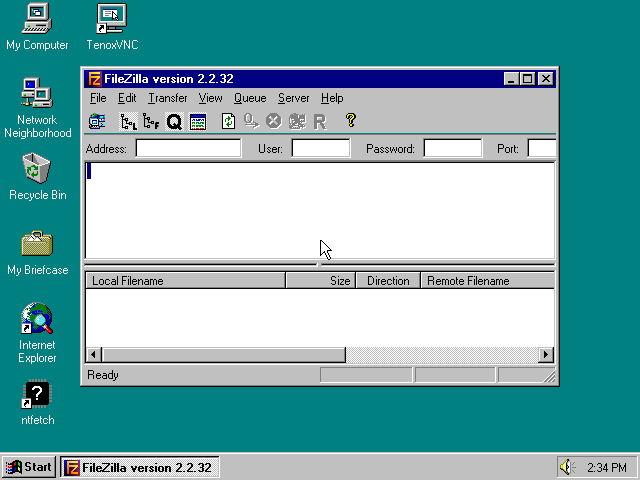 My Computer
TenoxVNC
Network
Neighborhood
Recycle Bin
My Briefcase
Internet
Explorer
ntfetch
FileZilla version 2.2.32
File Edit Transfer View Queue Server Help
Address: User: Password: Port:
Local Filename Size Direction Remote Filename
Ready
Start FileZilla version 2.2.32 2:34 PM